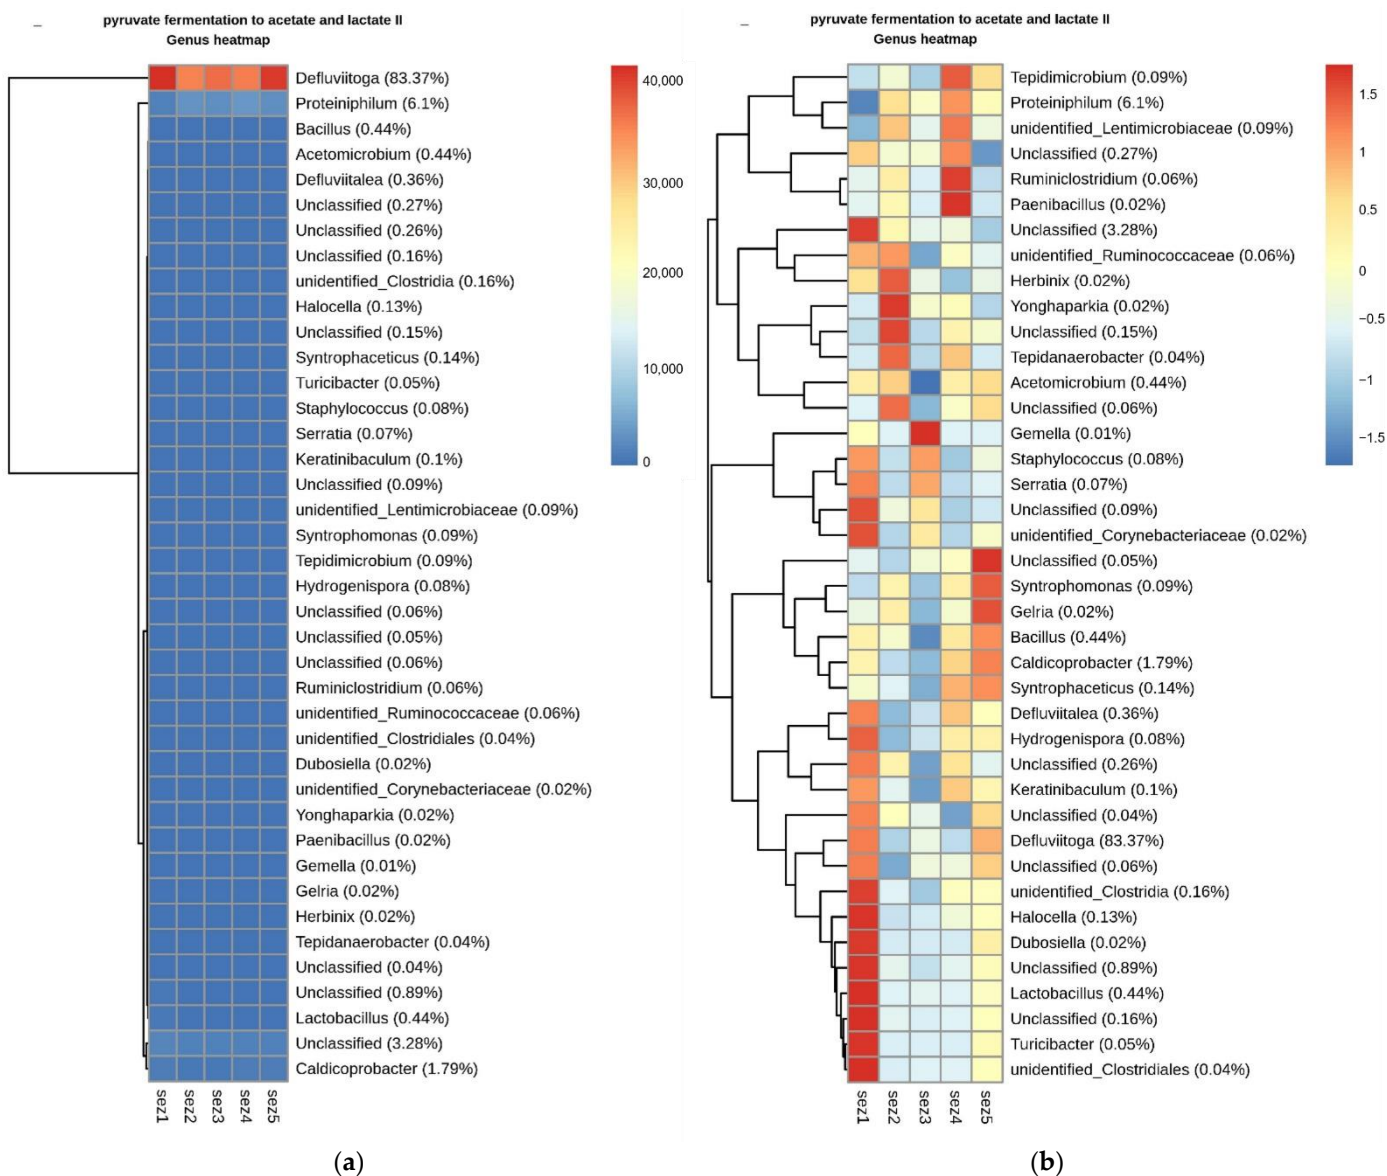 pyruvate fermentation to acetate and lactate II
Genus heatmap
Defluviitoga (83.37%)
Proteiniphilum (6.1%)
Bacillus (0.44%)
Acetomicrobium (0.44%)
Defluviitalea (0.36%)
Unclassified (0.27%)
Unclassified (0.26%)
Unclassified (0.16%)
unidentified_Clostridia (0.16%)
Halocella (0.13%)
Unclassified (0.15%)
Syntrophaceticus (0.14%)
Turicibacter (0.05%)
Staphylococcus (0.08%)
Serratia (0.07%)
Keratinibaculum (0.1%)
Unclassified (0.09%)
unidentified_Lentimicrobiaceae (0.09%)
Syntrophomonas (0.09%)
Tepidimicrobium (0.09%)
Hydrogenispora (0.08%)
Unclassified (0.06%)
Unclassified (0.05%)
Unclassified (0.06%)
Ruminiclostridium (0.06%)
unidentified_Ruminococcaceae (0.06%)
unidentified_Clostridiales (0.04%)
Dubosiella (0.02%)
unidentified_Corynebacteriaceae (0.02%)
Yonghaparkia (0.02%)
Paenibacillus (0.02%)
Gemella (0.01%)
Gelria (0.02%)
Herbinix (0.02%)
Tepidanaerobacter (0.04%)
Unclassified (0.04%)
Unclassified (0.89%)
Lactobacillus (0.44%)
Unclassified (3.28%)
Caldicoprobacter (1.79%)
40,000
30,000
20,000
10,000
0
sez1
sez2
sez3
sez4
sez5
(a)
pyruvate fermentation to acetate and lactate II
Genus heatmap
Tepidimicrobium (0.09%)
Proteiniphilum (6.1%)
unidentified_Lentimicrobiaceae (0.09%)
Unclassified (0.27%)
Ruminiclostridium (0.06%)
Paenibacillus (0.02%)
Unclassified (3.28%)
unidentified_Ruminococcaceae (0.06%)
Herbinix (0.02%)
Yonghaparkia (0.02%)
Unclassified (0.15%)
Tepidanaerobacter (0.04%)
Acetomicrobium (0.44%)
Unclassified (0.06%)
Gemella (0.01%)
Staphylococcus (0.08%)
Serratia (0.07%)
Unclassified (0.09%)
unidentified_Corynebacteriaceae (0.02%)
Unclassified (0.05%)
Syntrophomonas (0.09%)
Gelria (0.02%)
Bacillus (0.44%)
Caldicoprobacter (1.79%)
Syntrophaceticus (0.14%)
Defluviitalea (0.36%)
Hydrogenispora (0.08%)
Unclassified (0.26%)
Keratinibaculum (0.1%)
Unclassified (0.04%)
Defluviitoga (83.37%)
Unclassified (0.06%)
unidentified_Clostridia (0.16%)
Halocella (0.13%)
Dubosiella (0.02%)
Unclassified (0.89%)
Lactobacillus (0.44%)
Unclassified (0.16%)
Turicibacter (0.05%)
unidentified_Clostridiales (0.04%)
1.5
1
0.5
0
−0.5
−1
−1.5
sez1
sez2
sez3
sez4
sez5
(b)